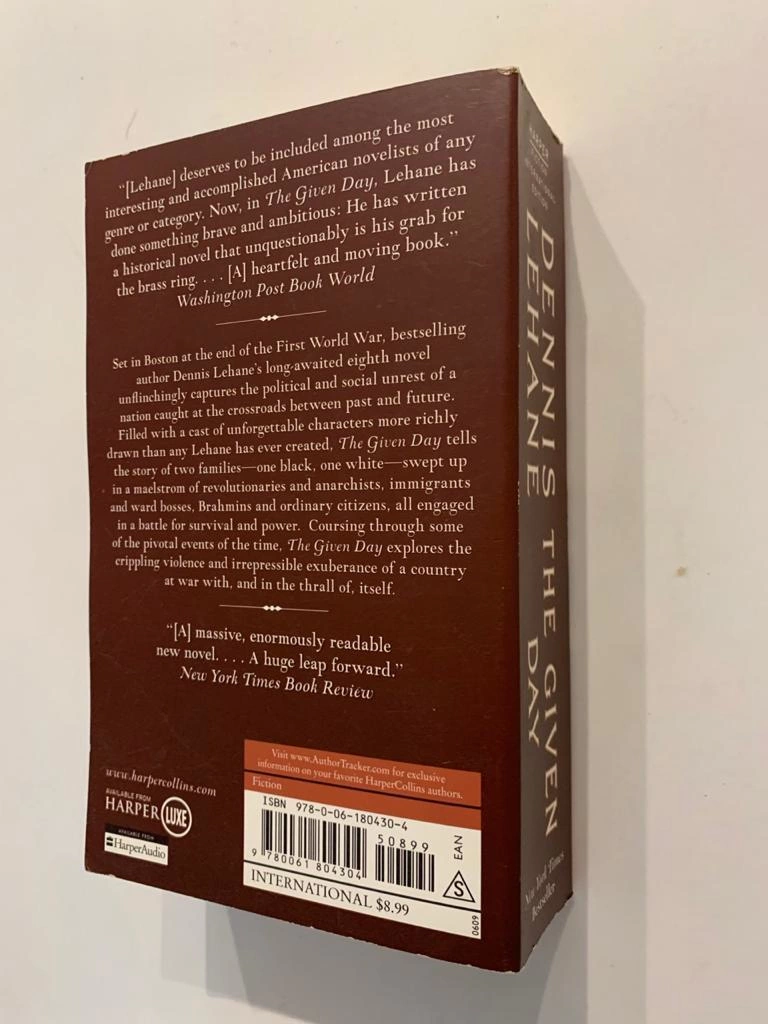 “[Lehane] deserves to be included among the most
interesting and accomplished American novelists of any
genre or category. Now, in The Given Day, Lehane has
done something brave and ambitious: He has written
a historical novel that unquestionably is his grab for
the brass ring. . . . [A] heartfelt and moving book.”
Washington Post Book World
Set in Boston at the end of the First World War, bestselling
author Dennis Lehane’s long-awaited eighth novel
unflinchingly captures the political and social unrest of a
nation caught at the crossroads between past and future.
Filled with a cast of unforgettable characters more richly
drawn than any Lehane has ever created, The Given Day tells
the story of two families—one black, one white—swept up
in a maelstrom of revolutionaries and anarchists, immigrants
and ward bosses, Brahmins and ordinary citizens, all engaged
in a battle for survival and power. Coursing through some
of the pivotal events of the time, The Given Day explores the
crippling violence and irrepressible exuberance of a country
at war with, and in the thrall of, itself.
“[A] massive, enormously readable
new novel. . . . A huge leap forward.”
New York Times Book Review
www.harpercollins.com
AVAILABLE FROM
HARPER LUXE
AVAILABLE FROM
HarperAudio
Visit www.AuthorTracker.com for exclusive
information on your favorite HarperCollins authors.
Fiction
ISBN 978-0-06-180430-4
50899
9 780061 804304
EAN
S
INTERNATIONAL $8.99
0609
HARPER
FICTION
INTERNATIONAL
EDITION
DENNIS
LEHANE
THE GIVEN
DAY
New York Times
Bestseller